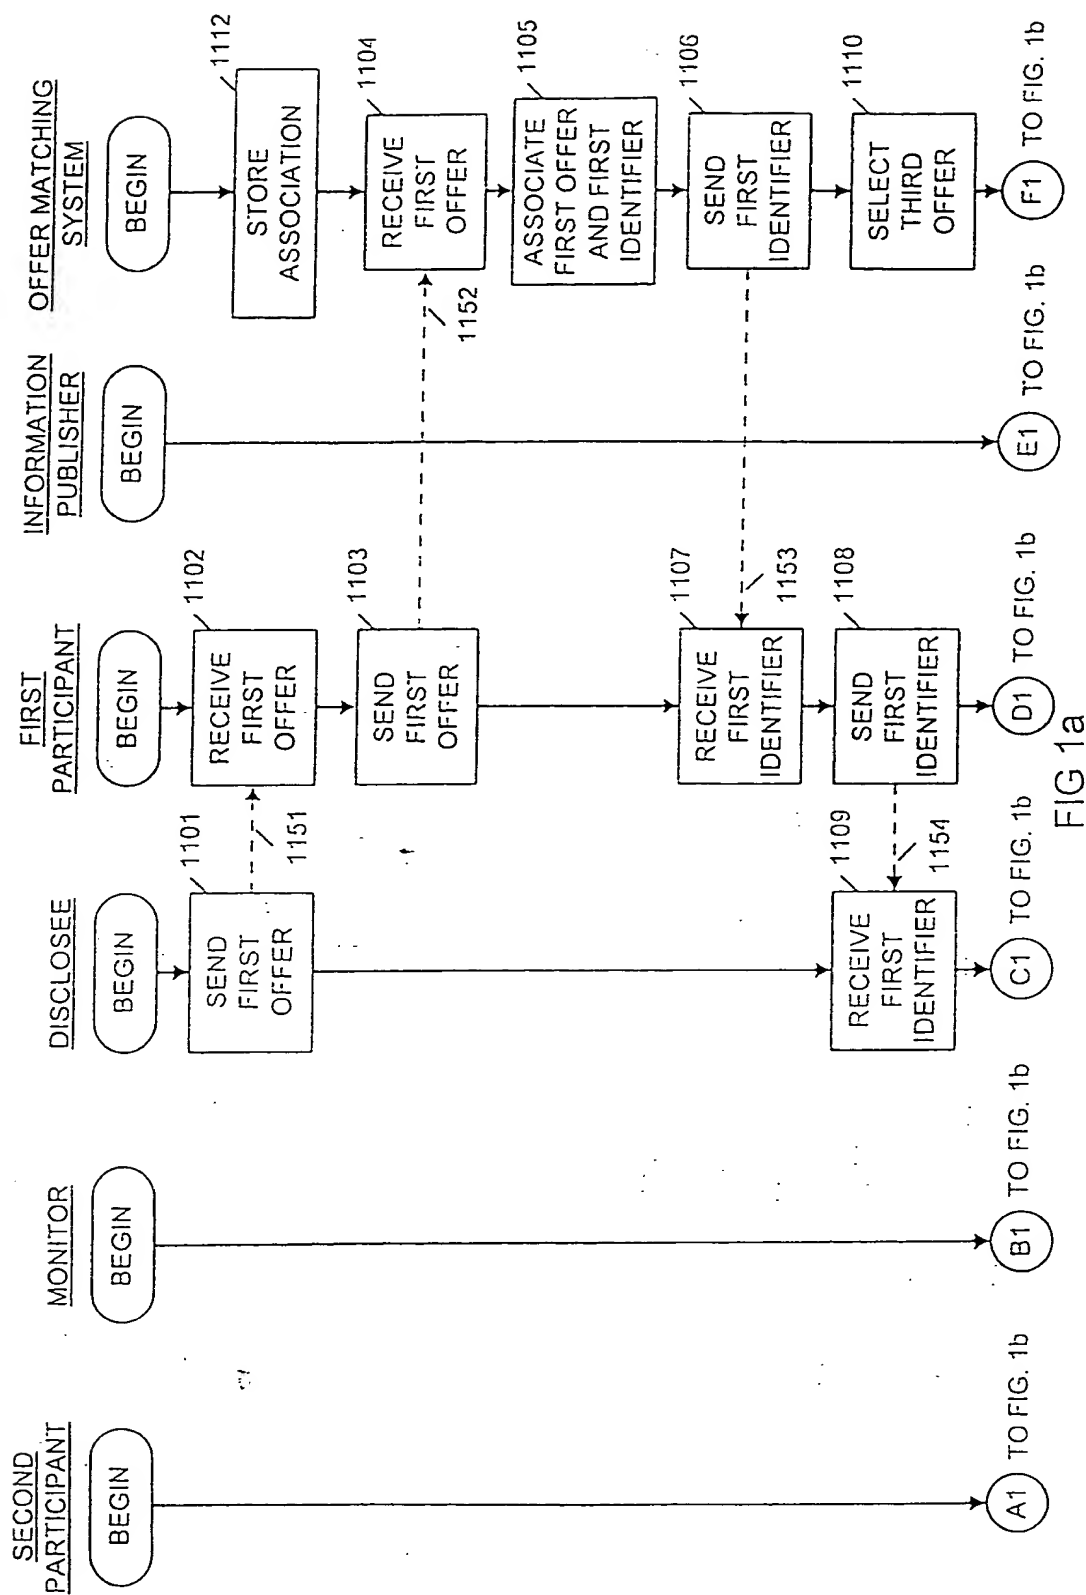 SECOND
PARTICIPANT
BEGIN
A1
TO FIG. 1b
MONITOR
BEGIN
B1
TO FIG. 1b
DISCLOSEE
BEGIN
1101
SEND
FIRST
OFFER
1151
1109
RECEIVE
FIRST
IDENTIFIER
1154
C1
TO FIG. 1b
FIRST
PARTICIPANT
BEGIN
1102
RECEIVE
FIRST
OFFER
1103
SEND
FIRST
OFFER
1107
RECEIVE
FIRST
IDENTIFIER
1153
1108
SEND
FIRST
IDENTIFIER
D1
TO FIG. 1b
INFORMATION
PUBLISHER
BEGIN
E1
TO FIG. 1b
OFFER MATCHING
SYSTEM
BEGIN
1112
STORE
ASSOCIATION
1104
RECEIVE
FIRST
OFFER
1152
1105
ASSOCIATE
FIRST OFFER
AND FIRST
IDENTIFIER
1106
SEND
FIRST
IDENTIFIER
1110
SELECT
THIRD
OFFER
F1
TO FIG. 1b
FIG 1a